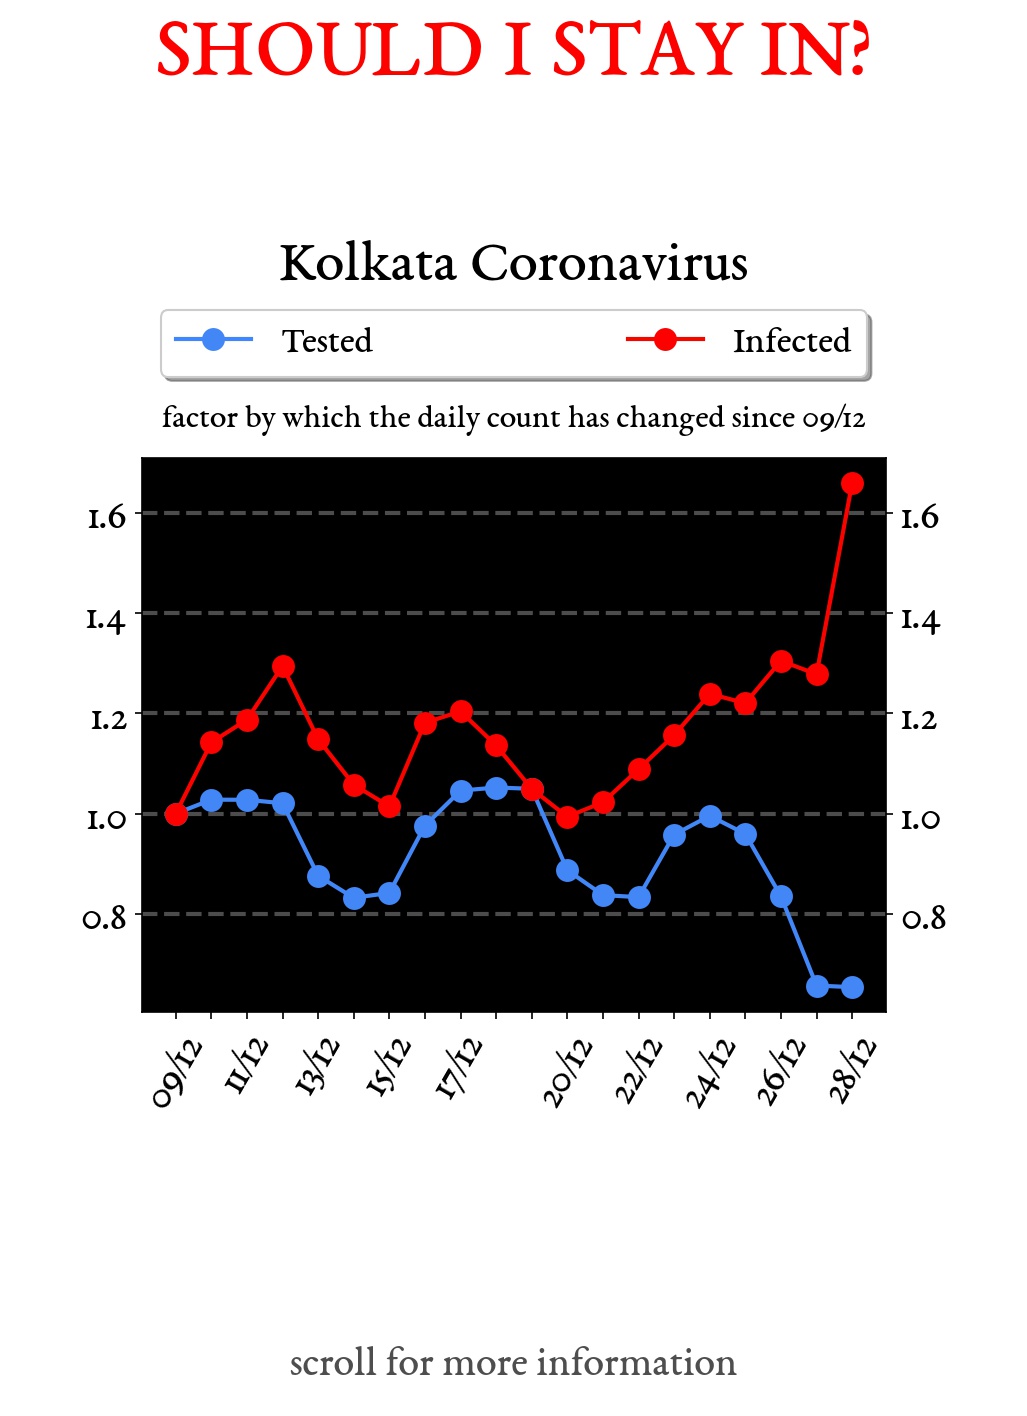 SHOULD I STAY IN?
Kolkata Coronavirus
Tested Infected
factor by which the daily count has changed since 09/12
1.6 1.6
1.4 1.4
1.2 1.2
1.0 1.0
0.8 0.8
09/12 11/12 13/12 15/12 17/12 20/12 22/12 24/12 26/12 28/12
scroll for more information